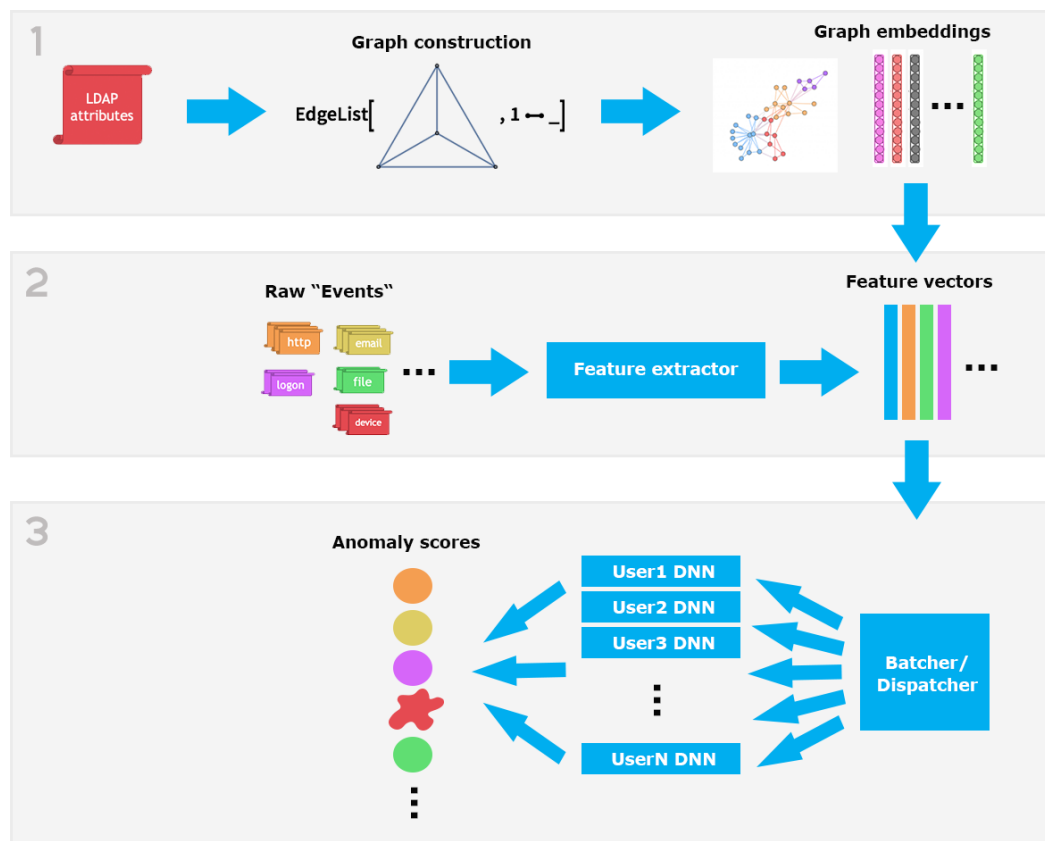 1
Graph construction
Graph embeddings
LDAP
attributes
EdgeList[ , 1 ⊷ _]
...
2
Raw “Events“
Feature vectors
http
email
logon
file
...
device
Feature extractor
...
3
Anomaly scores
User1 DNN
User2 DNN
User3 DNN
Batcher/
Dispatcher
UserN DNN